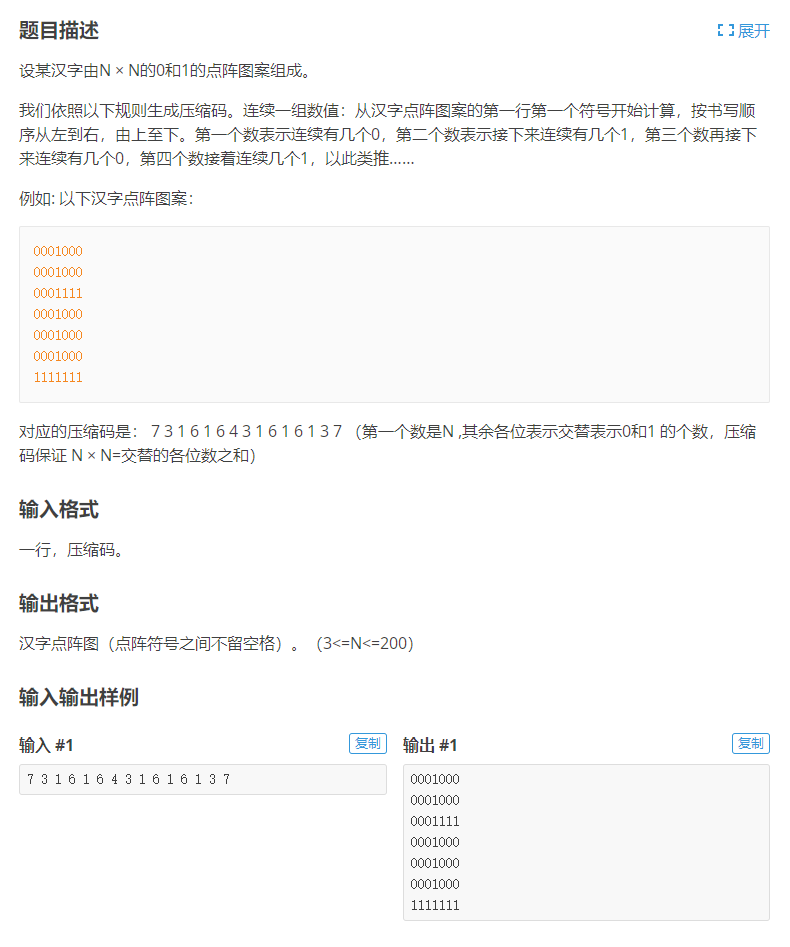 题目描述
展开
设某汉字由N × N的0和1的点阵图案组成。
我们依照以下规则生成压缩码。连续一组数值：从汉字点阵图案的第一行第一个符号开始计算，按书写顺
序从左到右，由上至下。第一个数表示连续有几个0，第二个数表示接下来连续有几个1，第三个数再接下
来连续有几个0，第四个数接着连续几个1，以此类推......
例如: 以下汉字点阵图案：
0001000
0001000
0001111
0001000
0001000
0001000
1111111
对应的压缩码是： 7 3 1 6 1 6 4 3 1 6 1 6 1 3 7 （第一个数是N ,其余各位表示交替表示0和1 的个数，压缩
码保证 N × N=交替的各位数之和）
输入格式
一行，压缩码。
输出格式
汉字点阵图（点阵符号之间不留空格）。（3<=N<=200）
输入输出样例
输入 #1
复制
7 3 1 6 1 6 4 3 1 6 1 6 1 3 7
输出 #1
复制
0001000
0001000
0001111
0001000
0001000
0001000
1111111